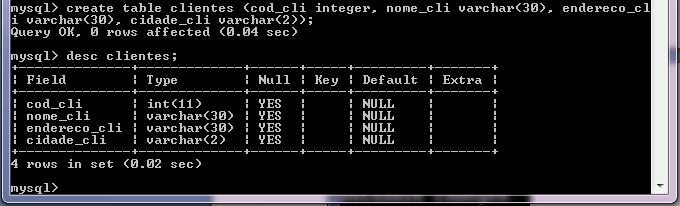 mysql> create table clientes (cod_cli integer, nome_cli varchar(30), endereco_cl
i varchar(30), cidade_cli varchar(2));
Query OK, 0 rows affected (0.04 sec)
mysql> desc clientes;
+--------------+-------------+------+-----+---------+-------+
| Field        | Type        | Null | Key | Default | Extra |
+--------------+-------------+------+-----+---------+-------+
| cod_cli      | int(11)     | YES  |     | NULL    |       |
| nome_cli     | varchar(30) | YES  |     | NULL    |       |
| endereco_cli | varchar(30) | YES  |     | NULL    |       |
| cidade_cli   | varchar(2)  | YES  |     | NULL    |       |
+--------------+-------------+------+-----+---------+-------+
4 rows in set (0.02 sec)
mysql>